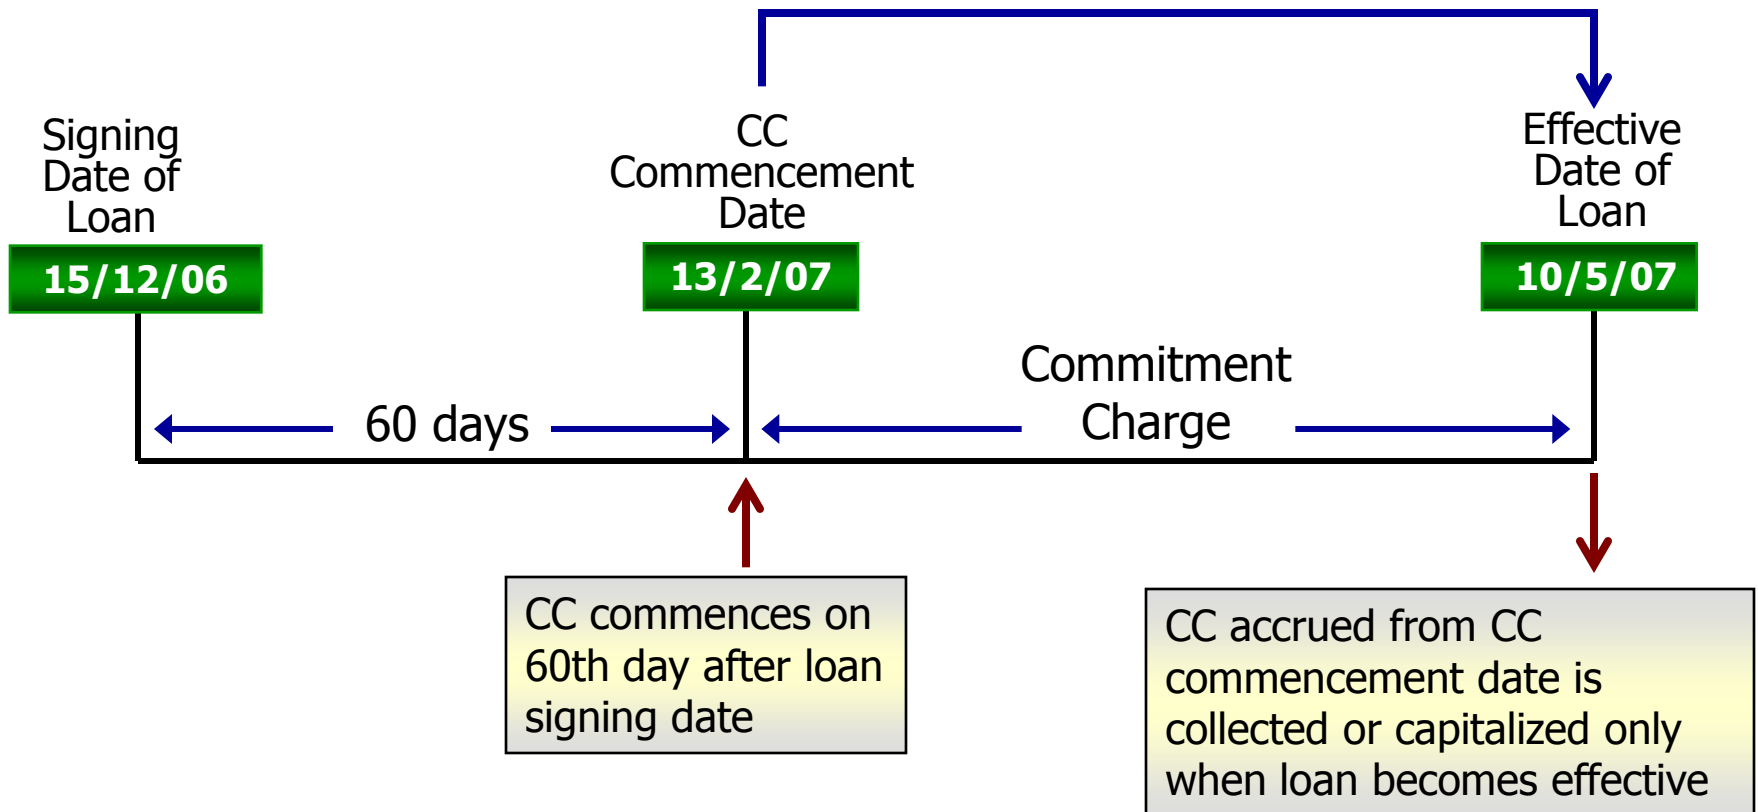 Signing
Date of
Loan
15/12/06
CC
Commencement
Date
13/2/07
Effective
Date of
Loan
10/5/07
60 days
Commitment
Charge
CC commences on
60th day after loan
signing date
CC accrued from CC
commencement date is
collected or capitalized only
when loan becomes effective